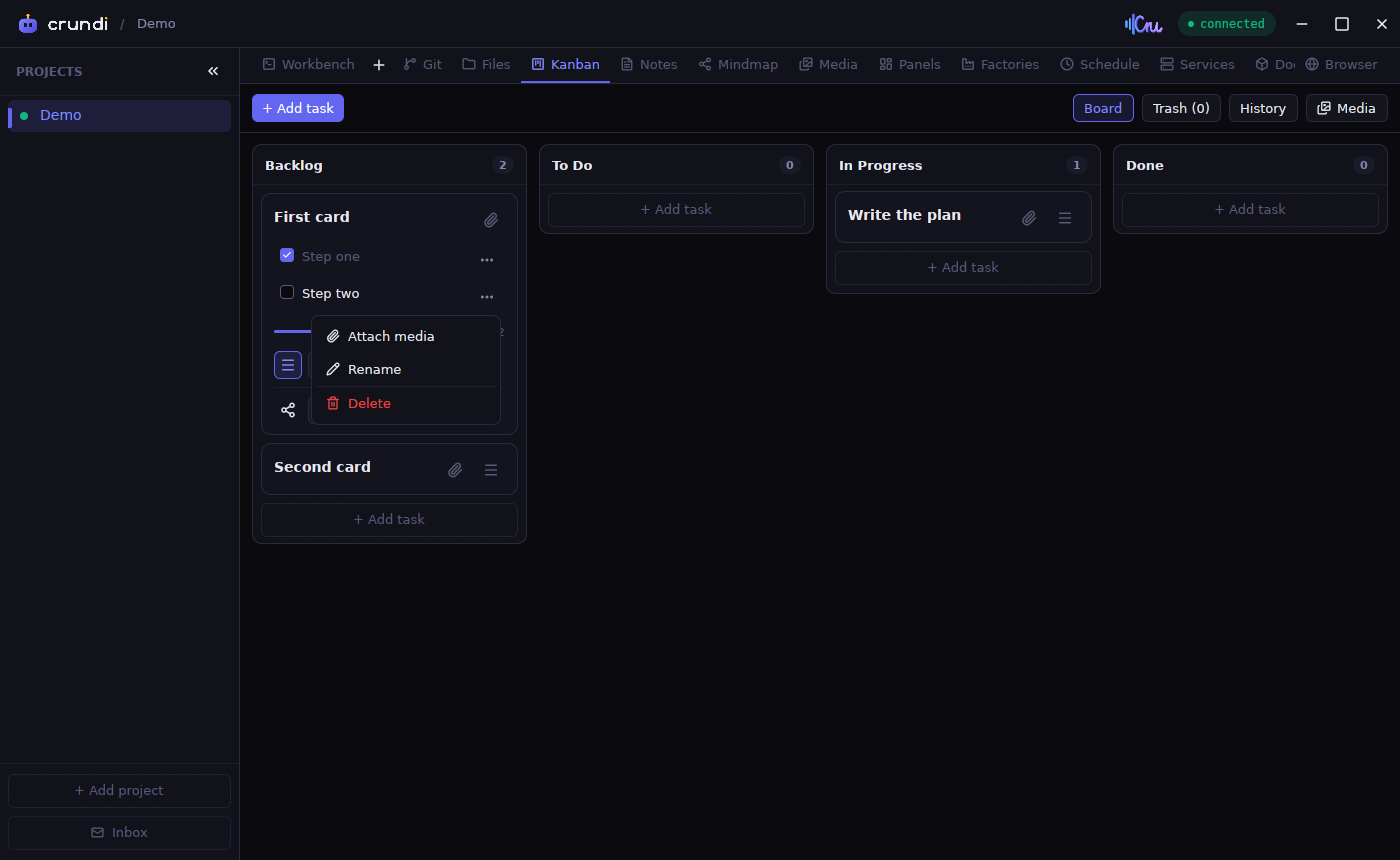 crundi / Demo
Cru
connected
PROJECTS
Demo
+ Add project
Inbox
Workbench + Git Files Kanban Notes Mindmap Media Panels Factories Schedule Services Browser
+ Add task
Board Trash (0) History Media
Backlog 2
First card
Step one
Step two
Attach media
Rename
Delete
Second card
+ Add task
To Do 0
+ Add task
In Progress 1
Write the plan
+ Add task
Done 0
+ Add task